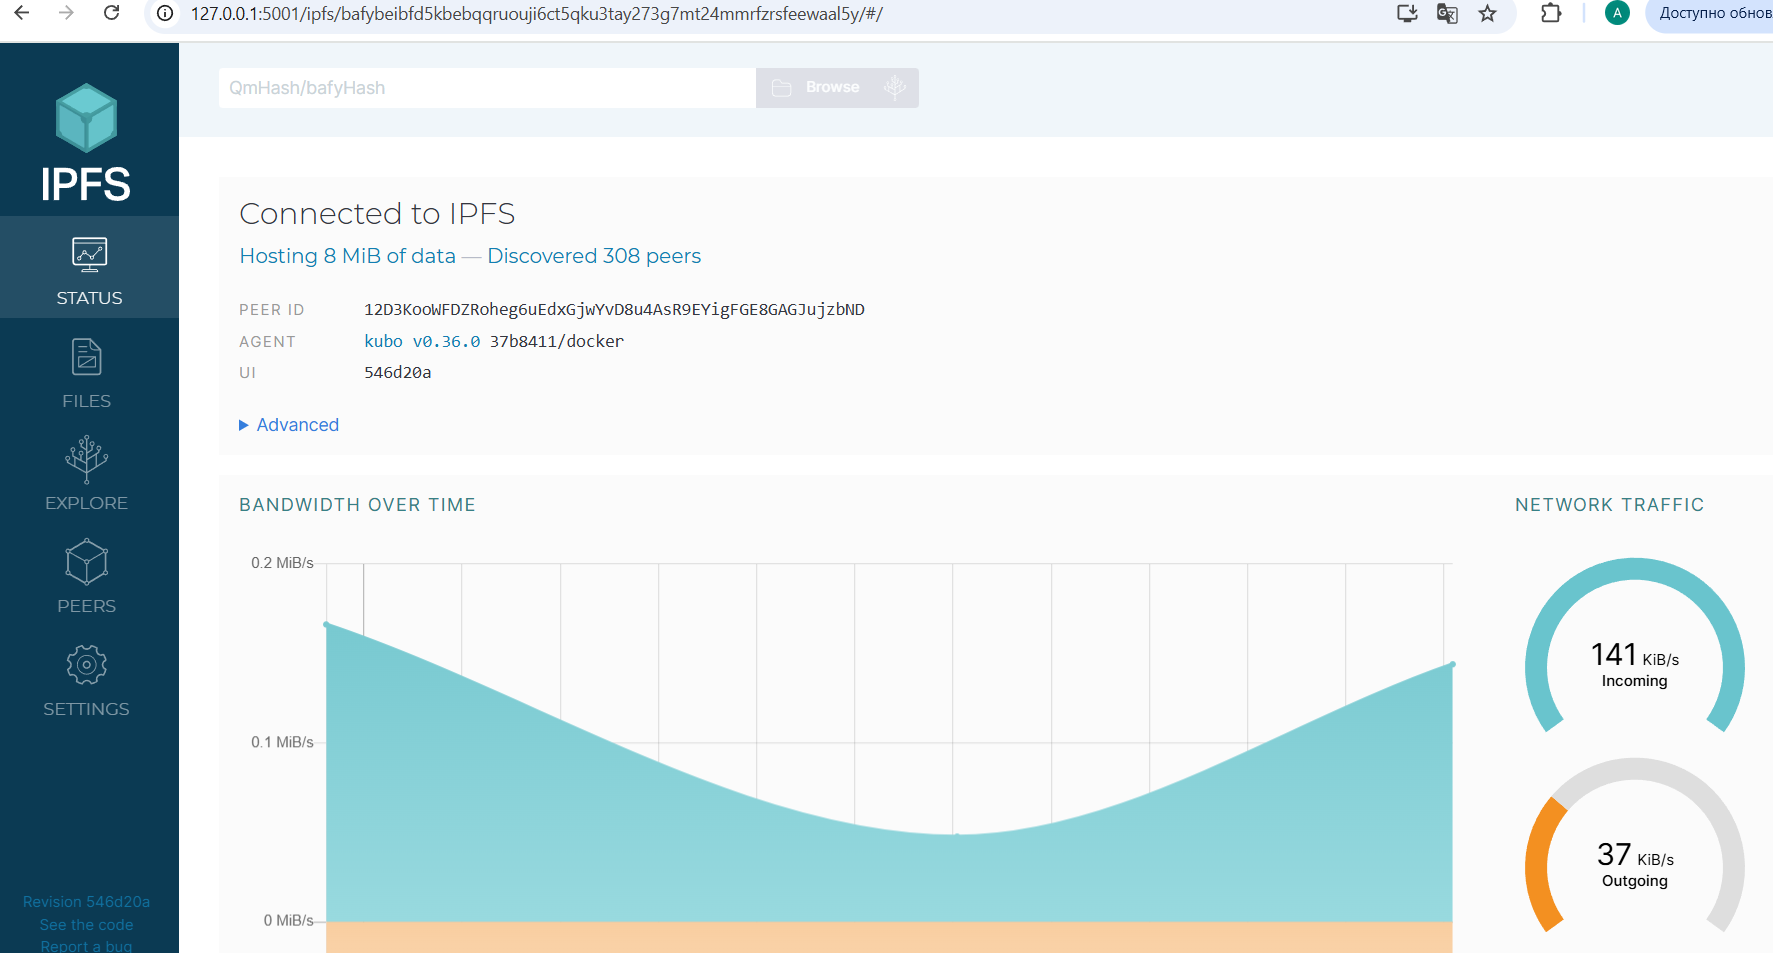 127.0.0.1:5001/ipfs/bafybeibfd5kbebqqruouji6ct5qku3tay273g7mt24mmrfzrsfeewaal5y/#/
A
Доступно обнов
QmHash/bafyHash
Browse
IPFS
STATUS
FILES
EXPLORE
PEERS
SETTINGS
Revision 546d20a
See the code
Report a bug
Connected to IPFS
Hosting 8 MiB of data — Discovered 308 peers
PEER ID 12D3KooWFDZRoheg6uEdxGjwYvD8u4AsR9EYigFGE8GAGJujzbND
AGENT kubo v0.36.0 37b8411/docker
UI 546d20a
Advanced
BANDWIDTH OVER TIME
0.2 MiB/s
0.1 MiB/s
0 MiB/s
NETWORK TRAFFIC
141 KiB/s
Incoming
37 KiB/s
Outgoing